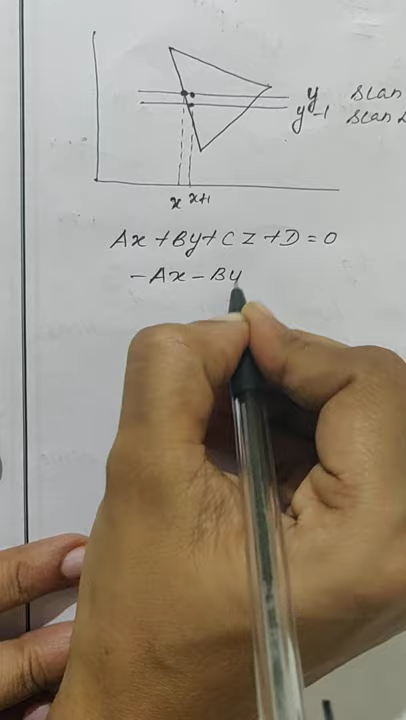 y scan
y-1 scan
x x+1
Ax + By + CZ + D = 0
- Ax - By